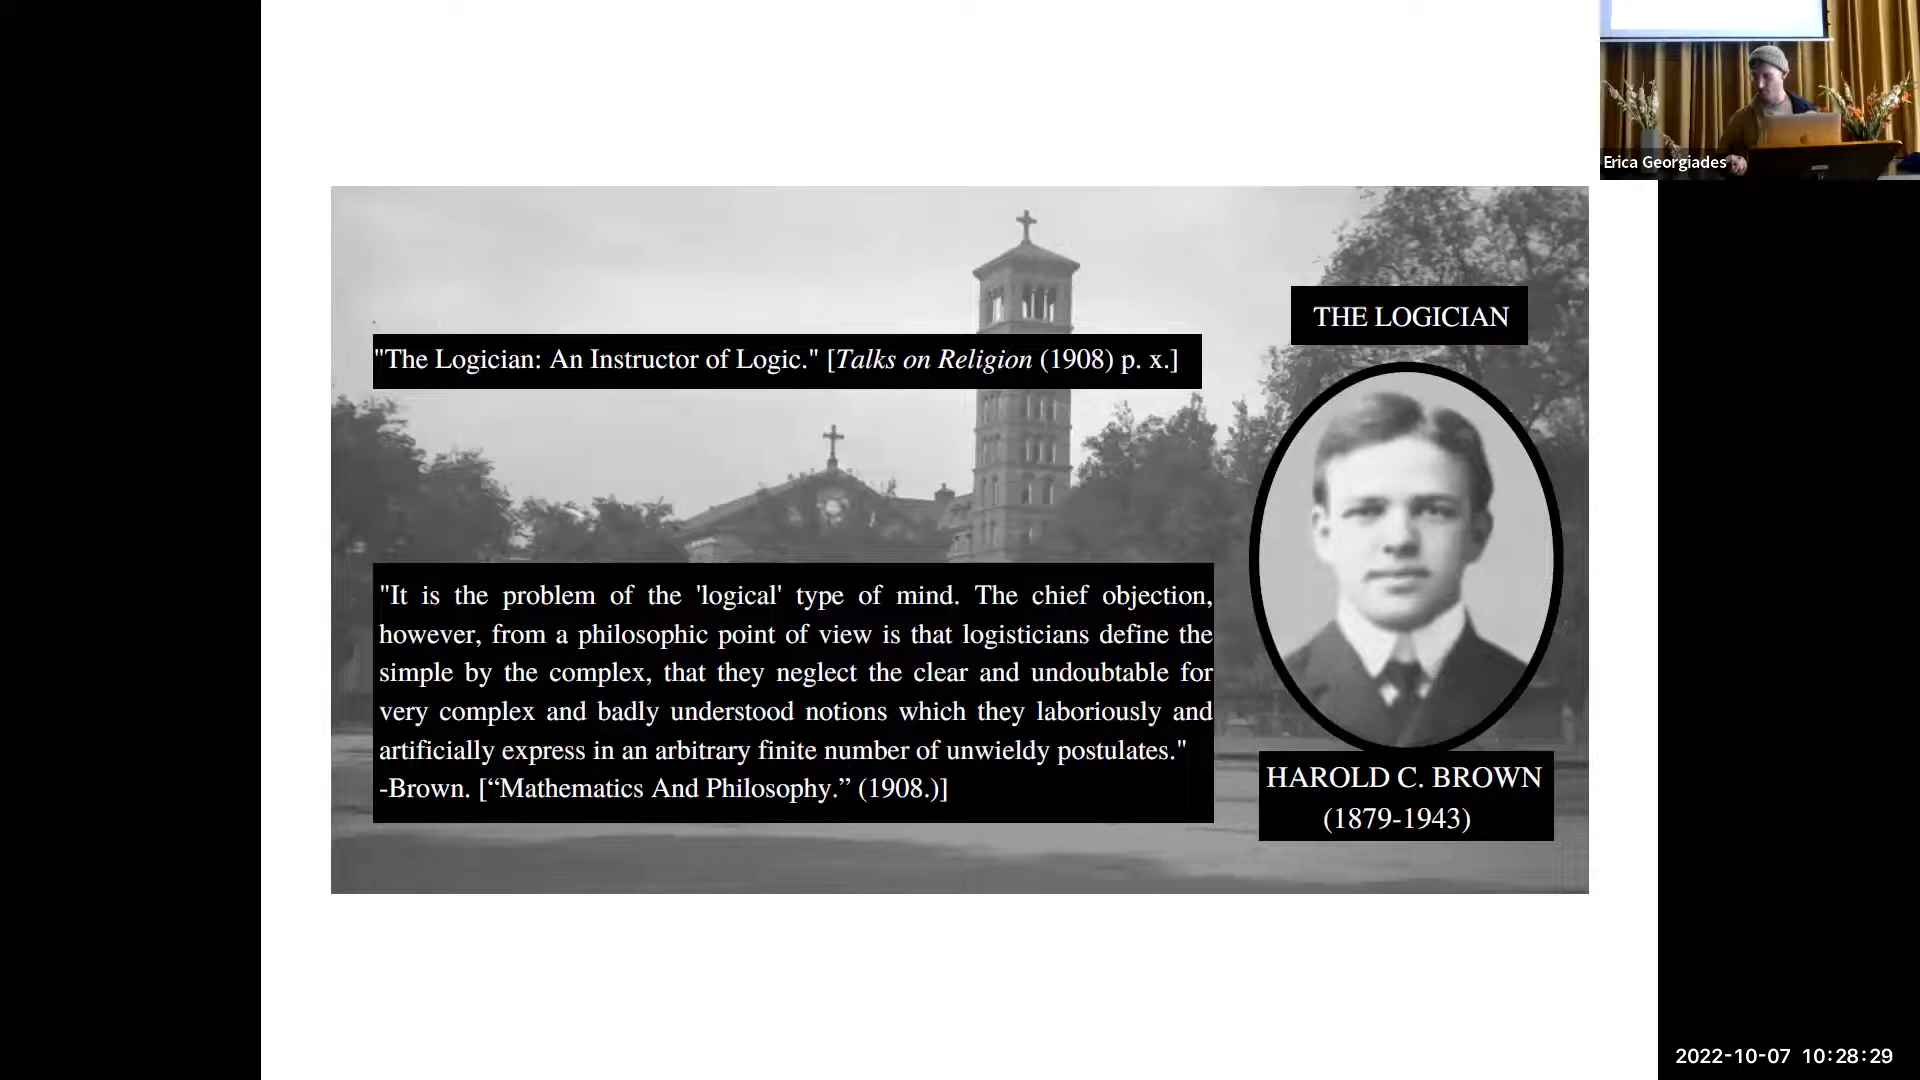 Erica Georgiades
THE LOGICIAN
"The Logician: An Instructor of Logic." [Talks on Religion (1908) p. x.]
"It is the problem of the 'logical' type of mind. The chief objection,
however, from a philosophic point of view is that logisticians define the
simple by the complex, that they neglect the clear and undoubtable for
very complex and badly understood notions which they laboriously and
artificially express in an arbitrary finite number of unwieldy postulates."
-Brown. [“Mathematics And Philosophy.” (1908.)]
HAROLD C. BROWN
(1879-1943)
2022-10-07 10:28:29